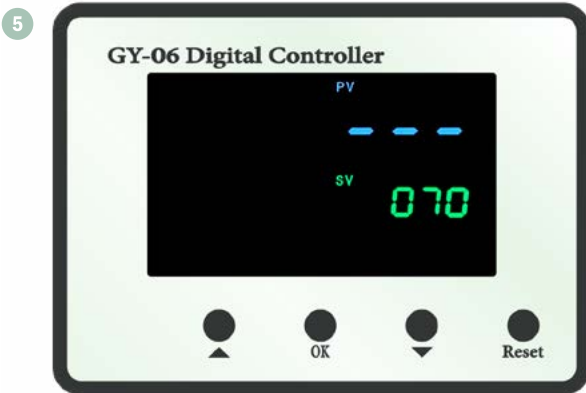 5
GY-06 Digital Controller
PV
---
SV
070
OK
Reset